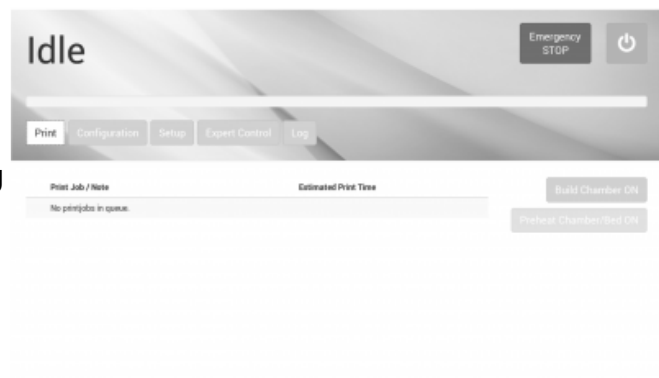 Idle
Emergency
STOP
Print Configuration Setup Expert Control Log
Print Job / Note Estimated Print Time
No printjobs in queue.
Build Chamber ON
Preheat Chamber/Bed ON